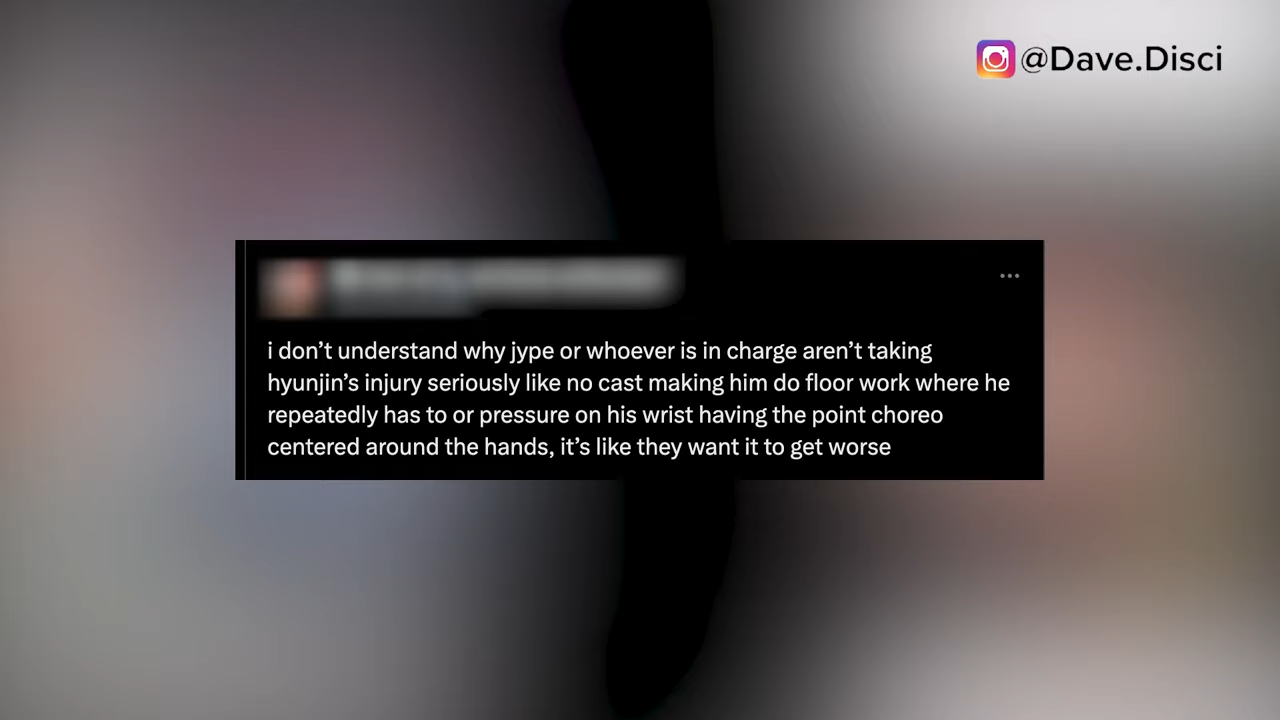 @Dave.Disci
i don't understand why jype or whoever is in charge aren't taking
hyunjin's injury seriously like no cast making him do floor work where he
repeatedly has to or pressure on his wrist having the point choreo
centered around the hands, it's like they want it to get worse